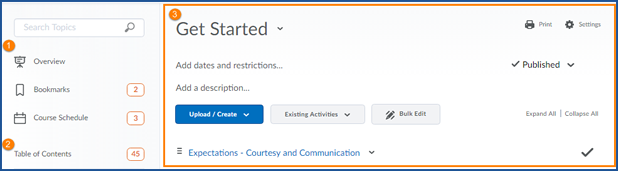 Search Topics
1
Overview
Bookmarks 2
Course Schedule 3
2
Table of Contents 45
3
Get Started
Print Settings
Add dates and restrictions...
Published
Add a description...
Upload / Create Existing Activities Bulk Edit
Expand All | Collapse All
Expectations - Courtesy and Communication